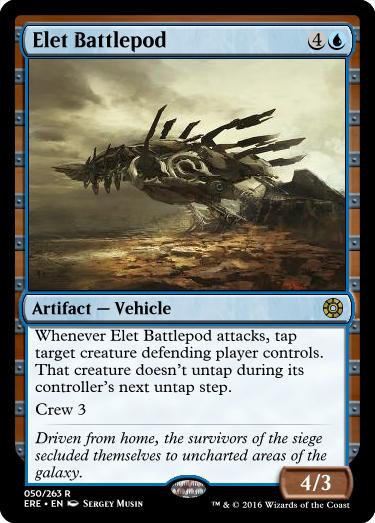 Elet Battlepod 4
Artifact — Vehicle
Whenever Elet Battlepod attacks, tap
target creature defending player controls.
That creature doesn't untap during its
controller's next untap step.
Crew 3
Driven from home, the survivors of the siege
secluded themselves to uncharted areas of the
galaxy.
4/3
050/263 R
ERE • EN Sergey Musin
™ & © 2016 Wizards of the Coast